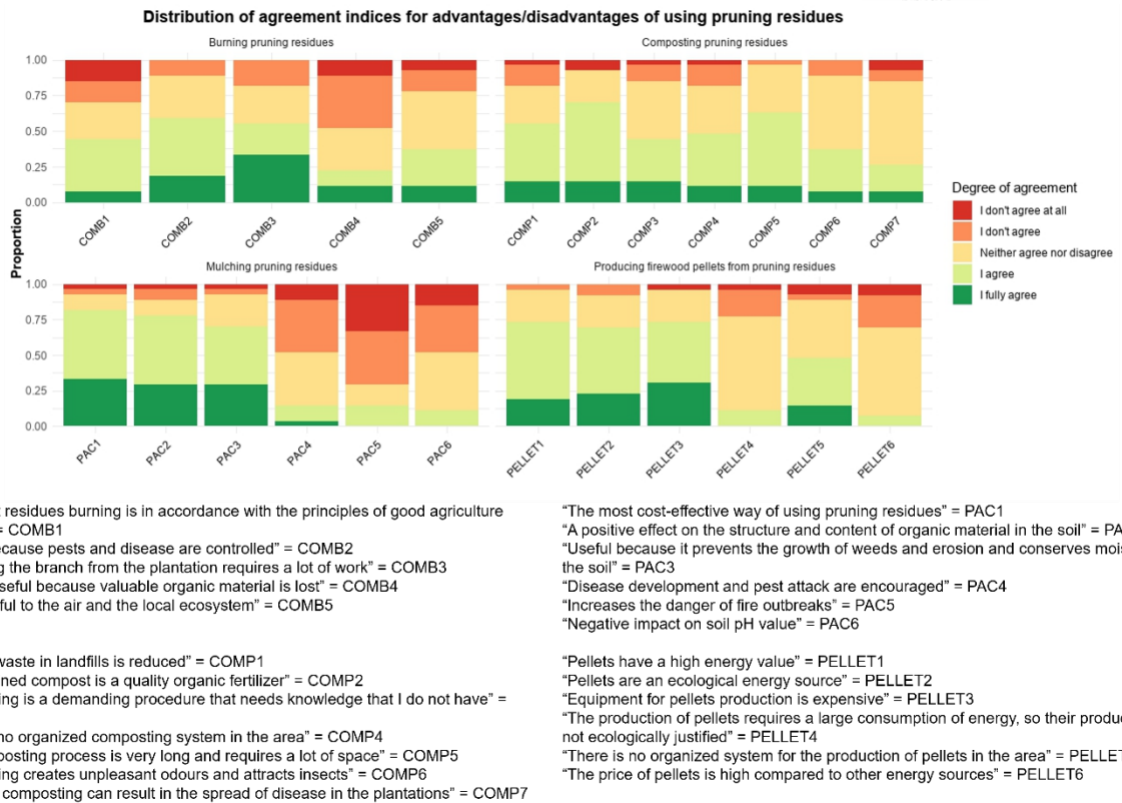 Distribution of agreement indices for advantages/disadvantages of using pruning residues
Burning pruning residues
Composting pruning residues
1.00
0.75
0.50
0.25
0.00
COMB1 COMB2 COMB3 COMB4 COMB5
COMP1 COMP2 COMP3 COMP4 COMP5 COMP6 COMP7
Proportion
Mulching pruning residues
Producing firewood pellets from pruning residues
1.00
0.75
0.50
0.25
0.00
PAC1 PAC2 PAC3 PAC4 PAC5 PAC6
PELLET1 PELLET2 PELLET3 PELLET4 PELLET5 PELLET6
Degree of agreement
I don't agree at all
I don't agree
Neither agree nor disagree
I agree
I fully agree
residues burning is in accordance with the principles of good agriculture
= COMB1
ecause pests and disease are controlled” = COMB2
g the branch from the plantation requires a lot of work” = COMB3
seful because valuable organic material is lost” = COMB4
ful to the air and the local ecosystem” = COMB5
waste in landfills is reduced” = COMP1
ned compost is a quality organic fertilizer” = COMP2
ing is a demanding procedure that needs knowledge that I do not have” =
no organized composting system in the area” = COMP4
posting process is very long and requires a lot of space” = COMP5
ing creates unpleasant odours and attracts insects” = COMP6
composting can result in the spread of disease in the plantations” = COMP7
“The most cost-effective way of using pruning residues” = PAC1
“A positive effect on the structure and content of organic material in the soil” = PA
“Useful because it prevents the growth of weeds and erosion and conserves mois
the soil” = PAC3
“Disease development and pest attack are encouraged” = PAC4
“Increases the danger of fire outbreaks” = PAC5
“Negative impact on soil pH value” = PAC6
“Pellets have a high energy value” = PELLET1
“Pellets are an ecological energy source” = PELLET2
“Equipment for pellets production is expensive” = PELLET3
“The production of pellets requires a large consumption of energy, so their produc
not ecologically justified” = PELLET4
“There is no organized system for the production of pellets in the area” = PELLET
“The price of pellets is high compared to other energy sources” = PELLET6